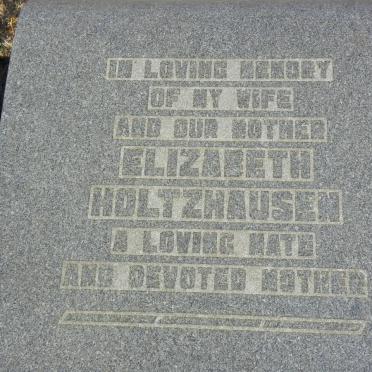 IN LOVING MEMORY
OF MY WIFE
AND OUR MOTHER
ELIZABETH
HOLTZHAUSEN
A LOVING MATE
AND DEVOTED MOTHER